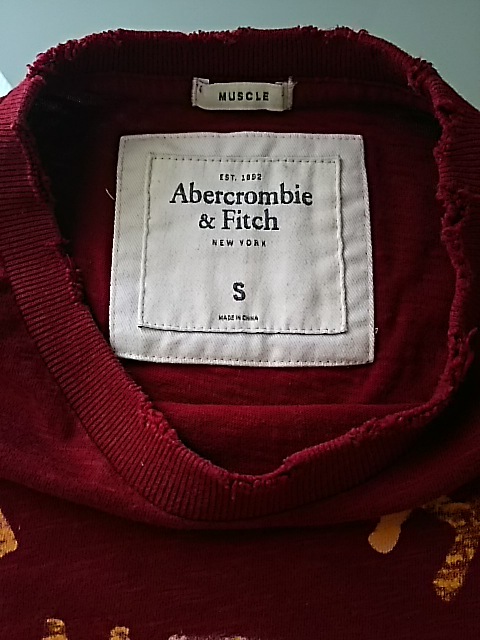 MUSCLE
EST. 1892
Abercrombie
& Fitch
NEW YORK
S
MADE IN CHINA